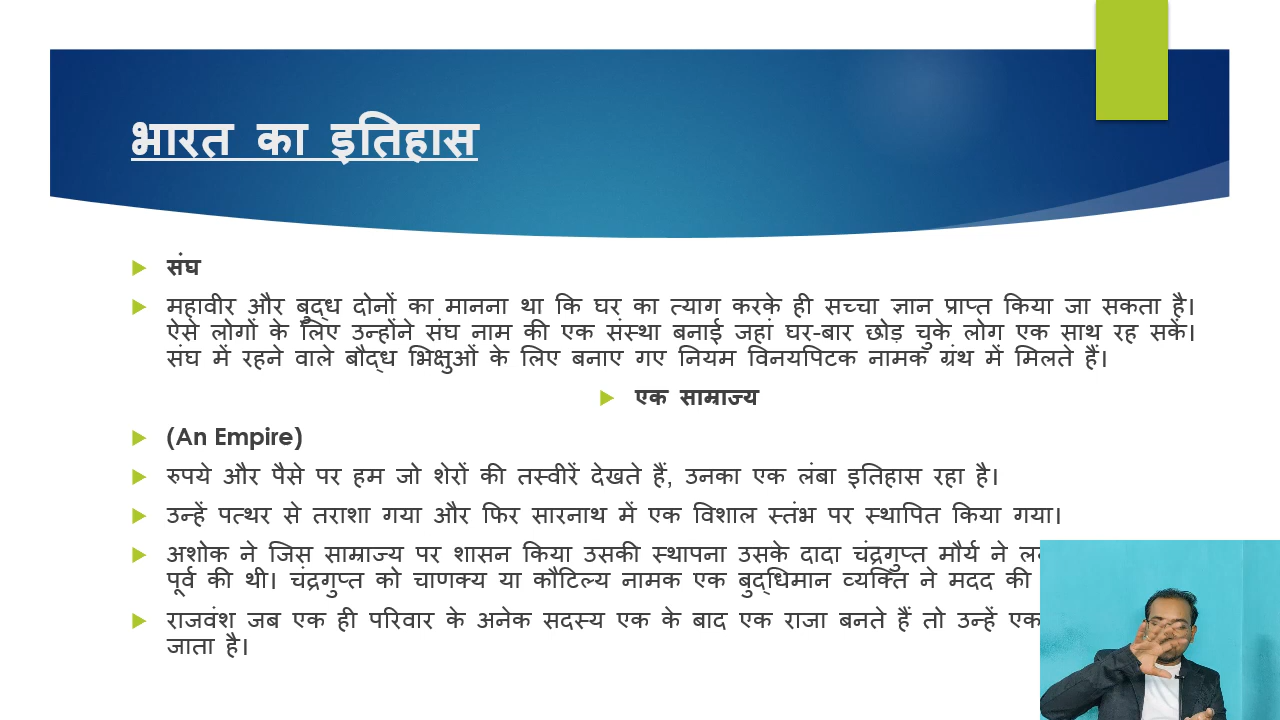 भारत का इतिहास
संघ
महावीर और बुद्ध दोनों का मानना था कि घर का त्याग करके ही सच्चा ज्ञान प्राप्त किया जा सकता है।
ऐसे लोगों के लिए उन्होंने संघ नाम की एक संस्था बनाई जहां घर-बार छोड़ चुके लोग एक साथ रह सकें।
संघ में रहने वाले बौद्ध भिक्षुओं के लिए बनाए गए नियम विनयपिटक नामक ग्रंथ में मिलते हैं।
एक साम्राज्य
(An Empire)
रुपये और पैसे पर हम जो शेरों की तस्वीरें देखते हैं, उनका एक लंबा इतिहास रहा है।
उन्हें पत्थर से तराशा गया और फिर सारनाथ में एक विशाल स्तंभ पर स्थापित किया गया।
अशोक ने जिस साम्राज्य पर शासन किया उसकी स्थापना उसके दादा चंद्रगुप्त मौर्य ने
पूर्व की थी। चंद्रगुप्त को चाणक्य या कौटिल्य नामक एक बुद्धिमान व्यक्ति ने मदद की
राजवंश जब एक ही परिवार के अनेक सदस्य एक के बाद एक राजा बनते हैं तो उन्हें एक
जाता है।